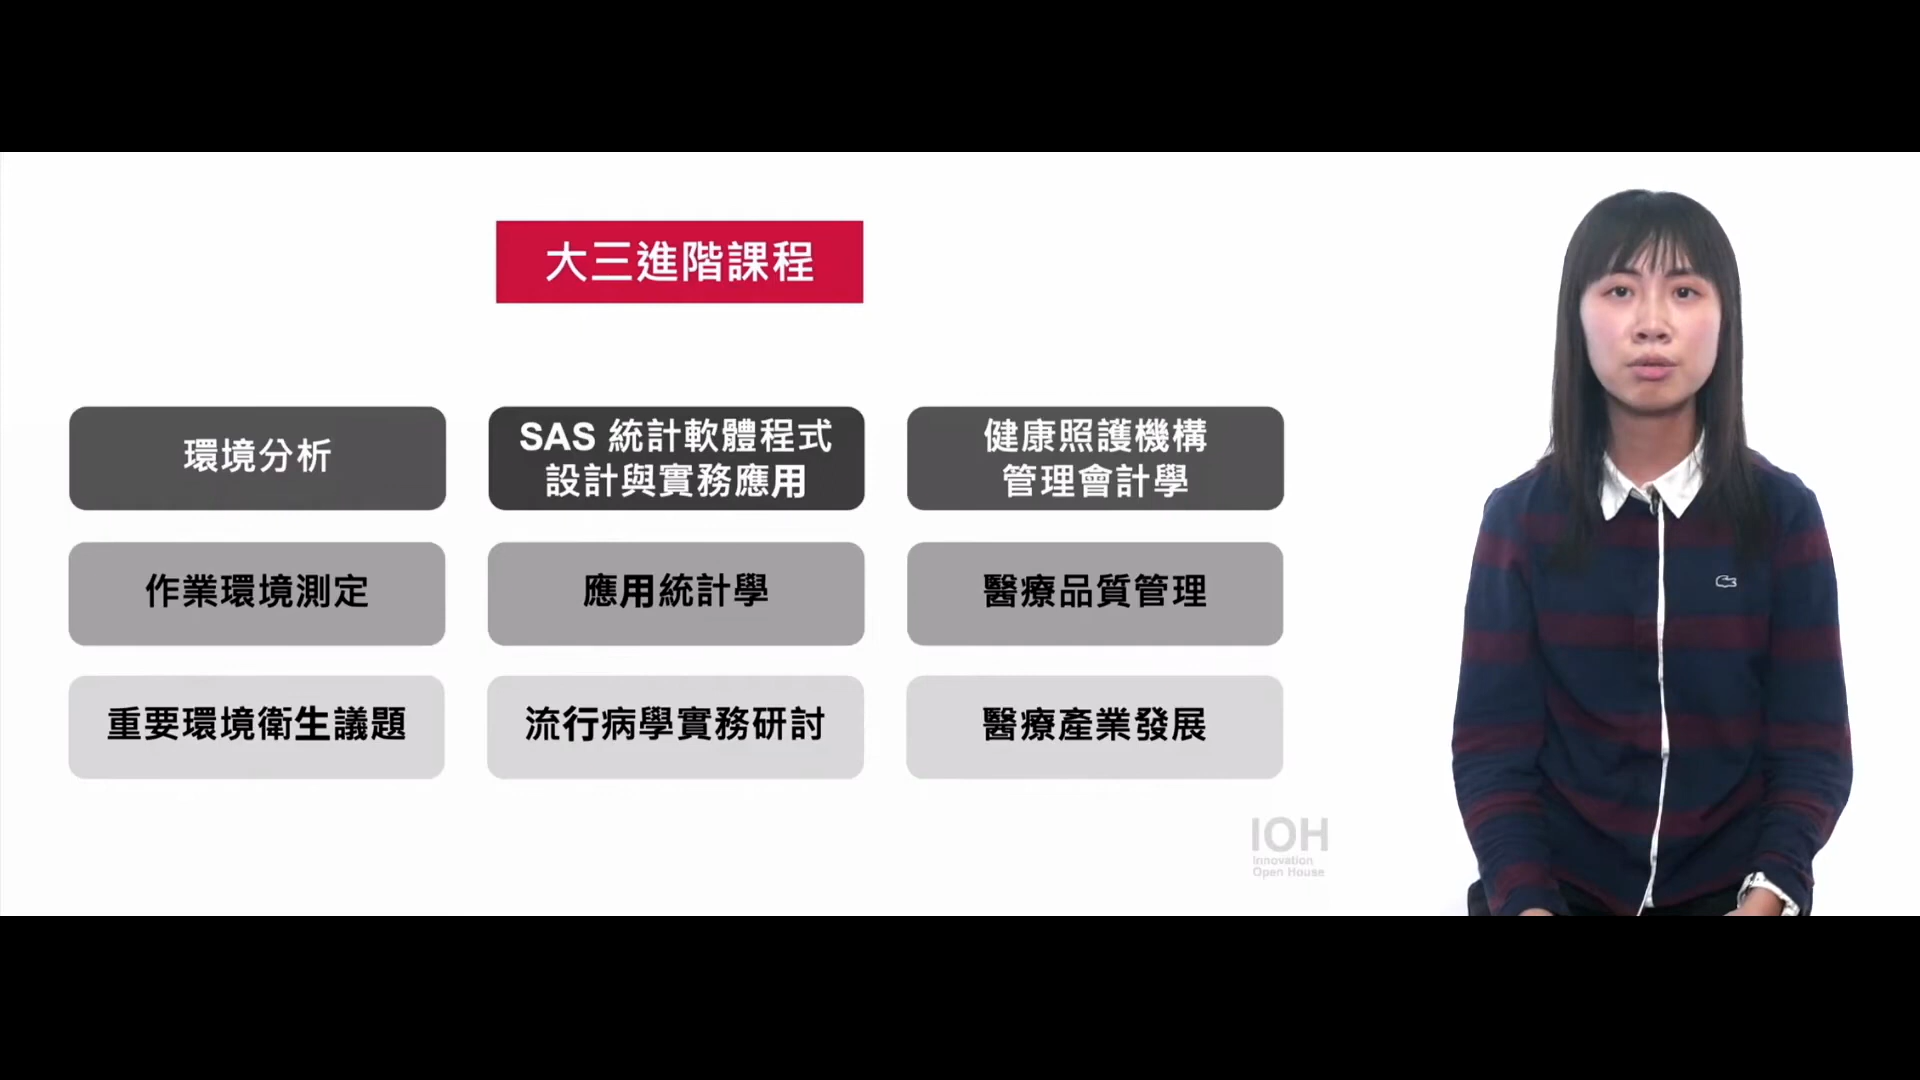 大三進階課程
環境分析
SAS 統計軟體程式
設計與實務應用
健康照護機構
管理會計學
作業環境測定
應用統計學
醫療品質管理
重要環境衛生議題
流行病學實務研討
醫療產業發展
IOH
Innovation
Open House